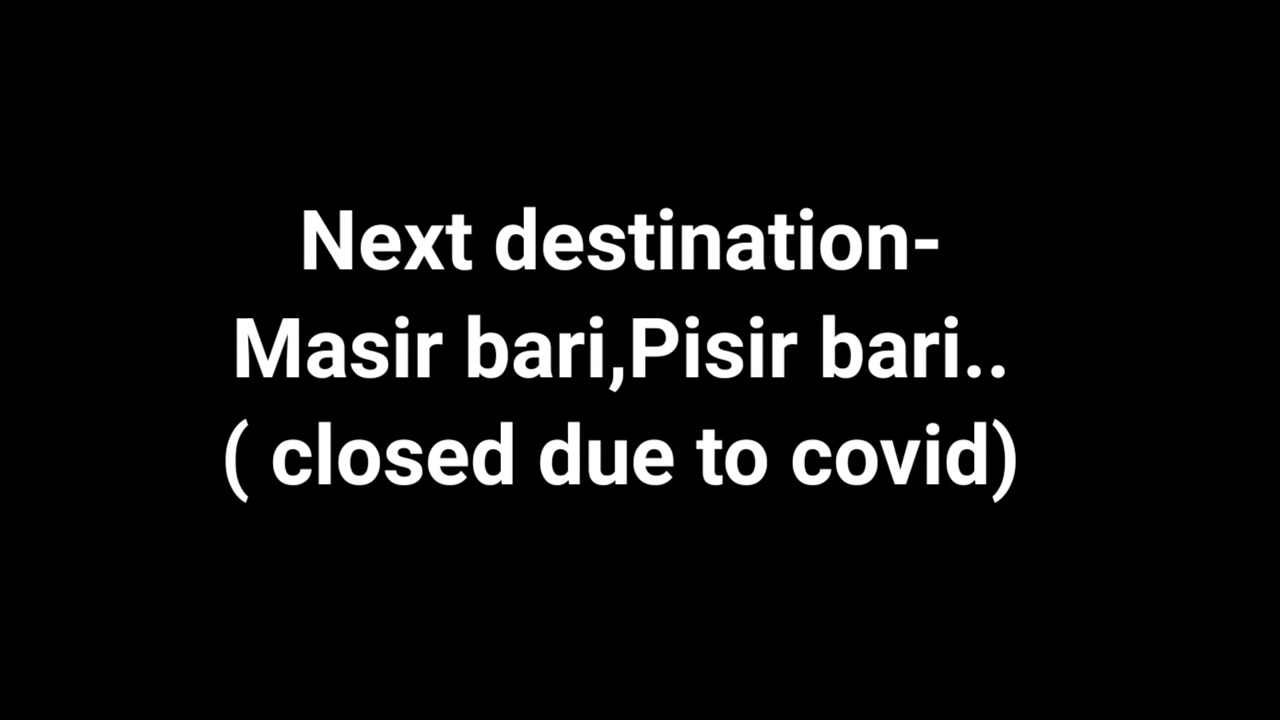 Next destination-
Masir bari,Pisir bari..
( closed due to covid)